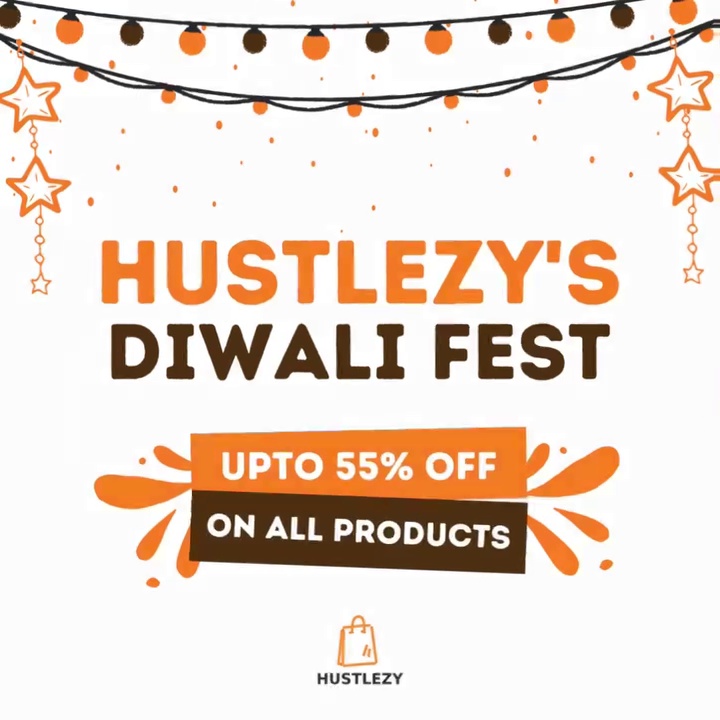 HUSTLEZY'S
DIWALI FEST
UPTO 55% OFF
ON ALL PRODUCTS
h
HUSTLEZY